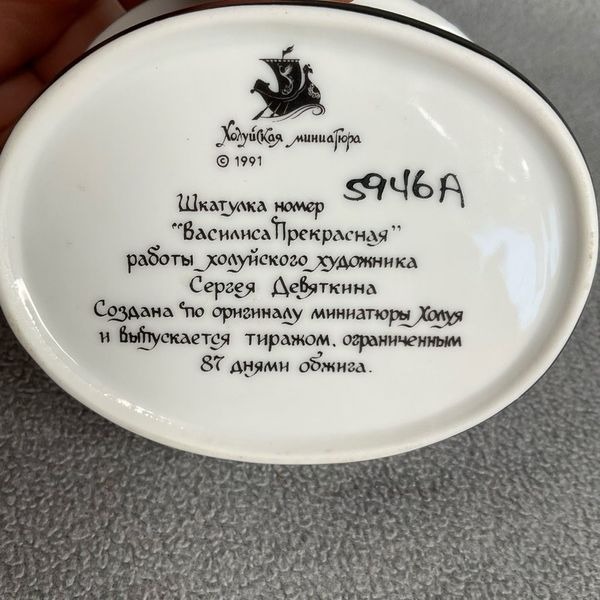 Холуйская миниатюра
© 1991
Шкатулка номер 5946A
"Василиса Прекрасная"
работы холуйского художника
Сергея Девяткина
Создана по оригиналу миниатюры Холуя
и выпускается тиражом, ограниченным
87 днями обжига.